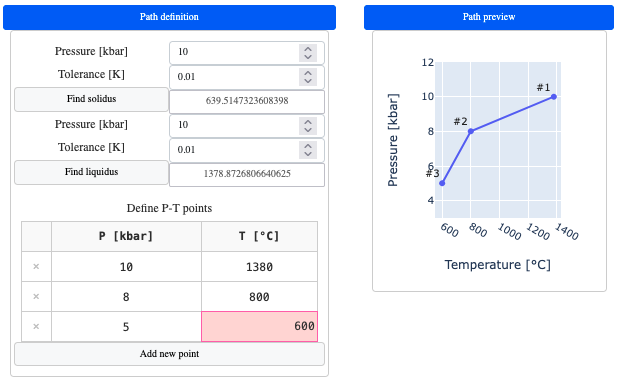 Path definition
Pressure [kbar] 10
Tolerance [K] 0.01
Find solidus 639.5147323608398
Pressure [kbar] 10
Tolerance [K] 0.01
Find liquidus 1378.8726806640625
Define P-T points
P [kbar] T [°C]
× 10 1380
× 8 800
× 5 600
Add new point
Path preview
12
10
8
6
4
Pressure [kbar]
#1
#2
#3
600 800 1000 1200 1400
Temperature [°C]